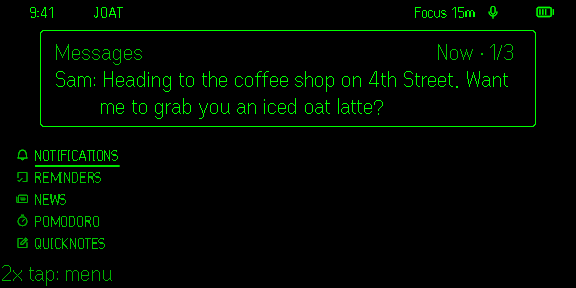 9:41 JOAT Focus 15m
Messages Now · 1/3
Sam: Heading to the coffee shop on 4th Street. Want
me to grab you an iced oat latte?
NOTIFICATIONS
REMINDERS
NEWS
POMODORO
QUICKNOTES
2x tap: menu